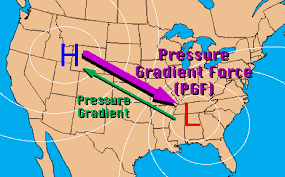 H
Pressure
Gradient Force
(PGF)
Pressure
Gradient
L